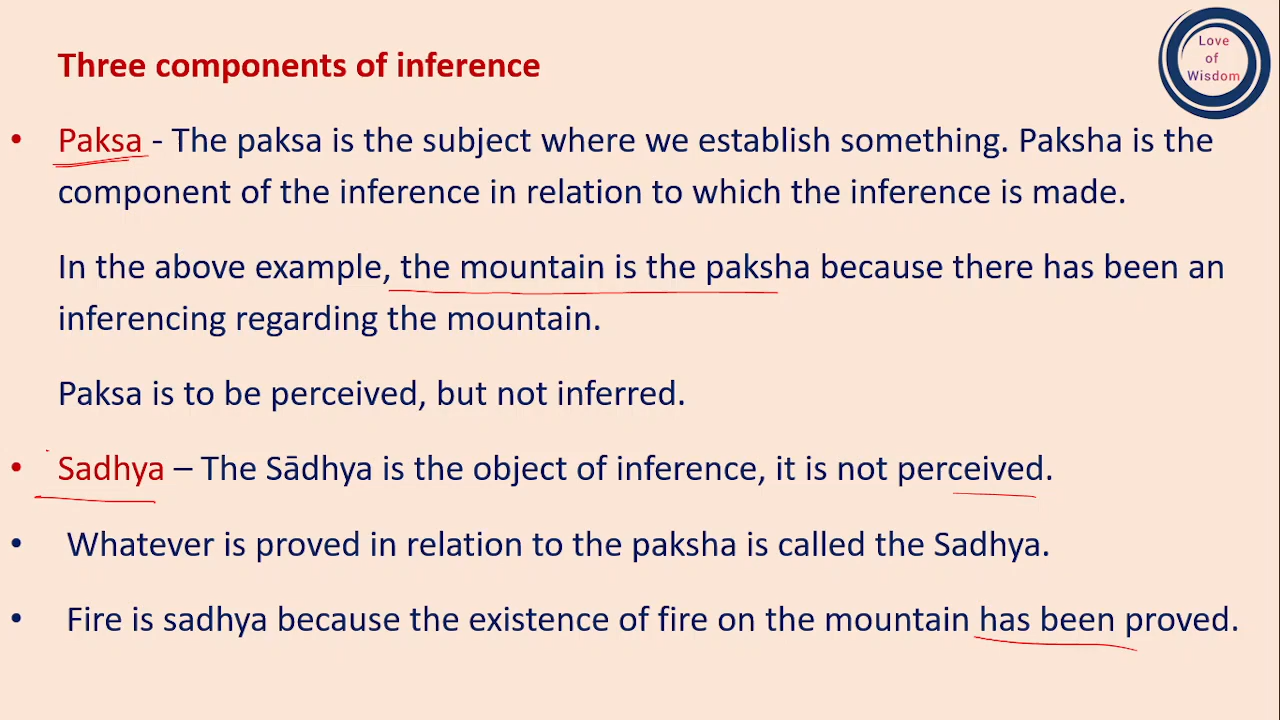 Love
of
Wisdom
Three components of inference
• Paksa - The paksa is the subject where we establish something. Paksha is the
component of the inference in relation to which the inference is made.
In the above example, the mountain is the paksha because there has been an
inferencing regarding the mountain.
Paksa is to be perceived, but not inferred.
• Sadhya – The Sādhya is the object of inference, it is not perceived.
• Whatever is proved in relation to the paksha is called the Sadhya.
• Fire is sadhya because the existence of fire on the mountain has been proved.